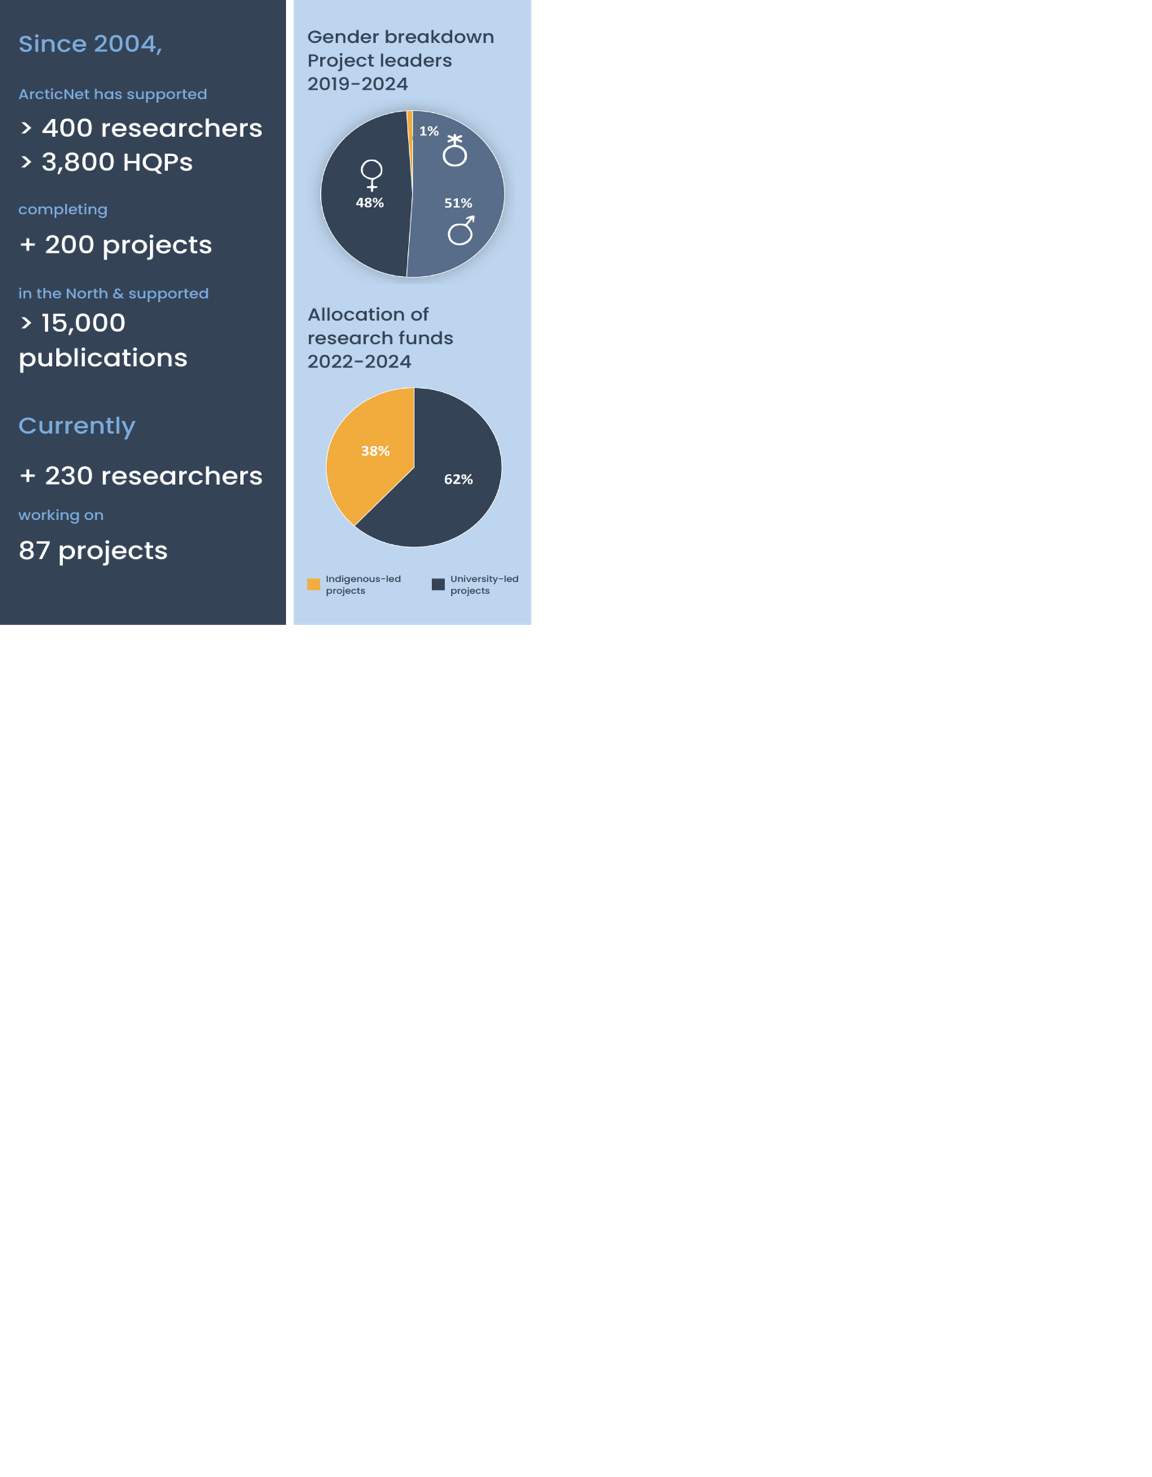 Since 2004,
ArcticNet has supported
> 400 researchers
> 3,800 HQPs
completing
+ 200 projects
in the North & supported
> 15,000
publications
Currently
+ 230 researchers
working on
87 projects
Gender breakdown
Project leaders
2019-2024
1%
48%
51%
Allocation of
research funds
2022-2024
38%
62%
Indigenous-led
projects
University-led
projects